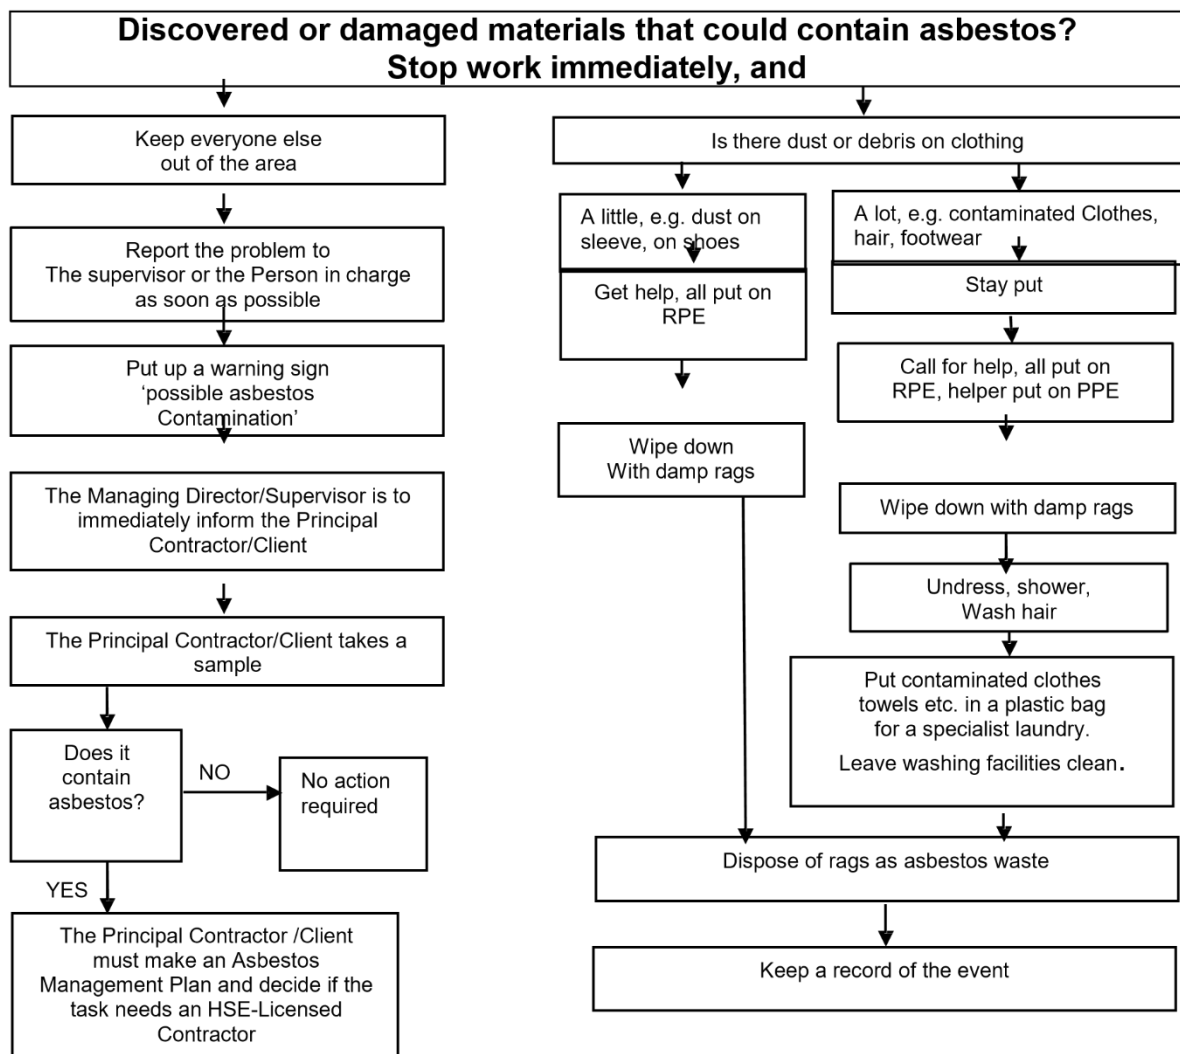 Discovered or damaged materials that could contain asbestos?
Stop work immediately, and
Keep everyone else
out of the area
Report the problem to
The supervisor or the Person in charge
as soon as possible
Put up a warning sign
‘possible asbestos
Contamination’
The Managing Director/Supervisor is to
immediately inform the Principal
Contractor/Client
The Principal Contractor/Client takes a
sample
Does it
contain
asbestos?
NO
No action
required
YES
The Principal Contractor /Client
must make an Asbestos
Management Plan and decide if the
task needs an HSE-Licensed
Contractor
Is there dust or debris on clothing
A little, e.g. dust on
sleeve, on shoes
Get help, all put on
RPE
Wipe down
With damp rags
A lot, e.g. contaminated Clothes,
hair, footwear
Stay put
Call for help, all put on
RPE, helper put on PPE
Wipe down with damp rags
Undress, shower,
Wash hair
Put contaminated clothes
towels etc. in a plastic bag
for a specialist laundry.
Leave washing facilities clean.
Dispose of rags as asbestos waste
Keep a record of the event